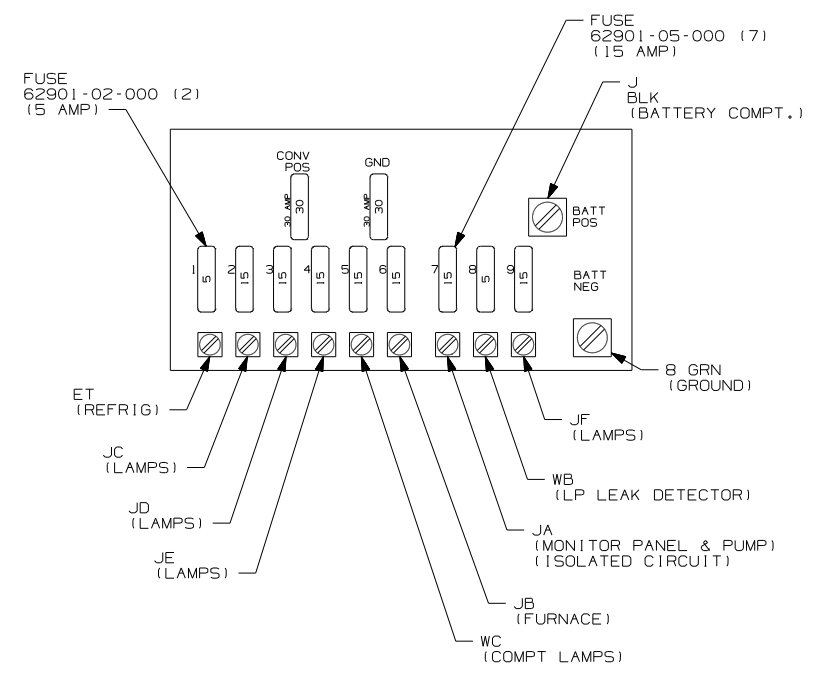 FUSE
62901-05-000 (7)
(15 AMP)
FUSE
62901-02-000 (2)
(5 AMP)
J
BLK
(BATTERY COMPT.)
CONV
POS
GND
30 AMP
30
30 AMP
30
BATT
POS
1
5
2
15
3
15
4
15
5
15
6
15
7
15
8
5
9
15
BATT
NEG
8 GRN
(GROUND)
ET
(REFRIG)
JF
(LAMPS)
JC
(LAMPS)
WB
(LP LEAK DETECTOR)
JD
(LAMPS)
JA
(MONITOR PANEL & PUMP)
(ISOLATED CIRCUIT)
JE
(LAMPS)
JB
(FURNACE)
WC
(COMPT LAMPS)